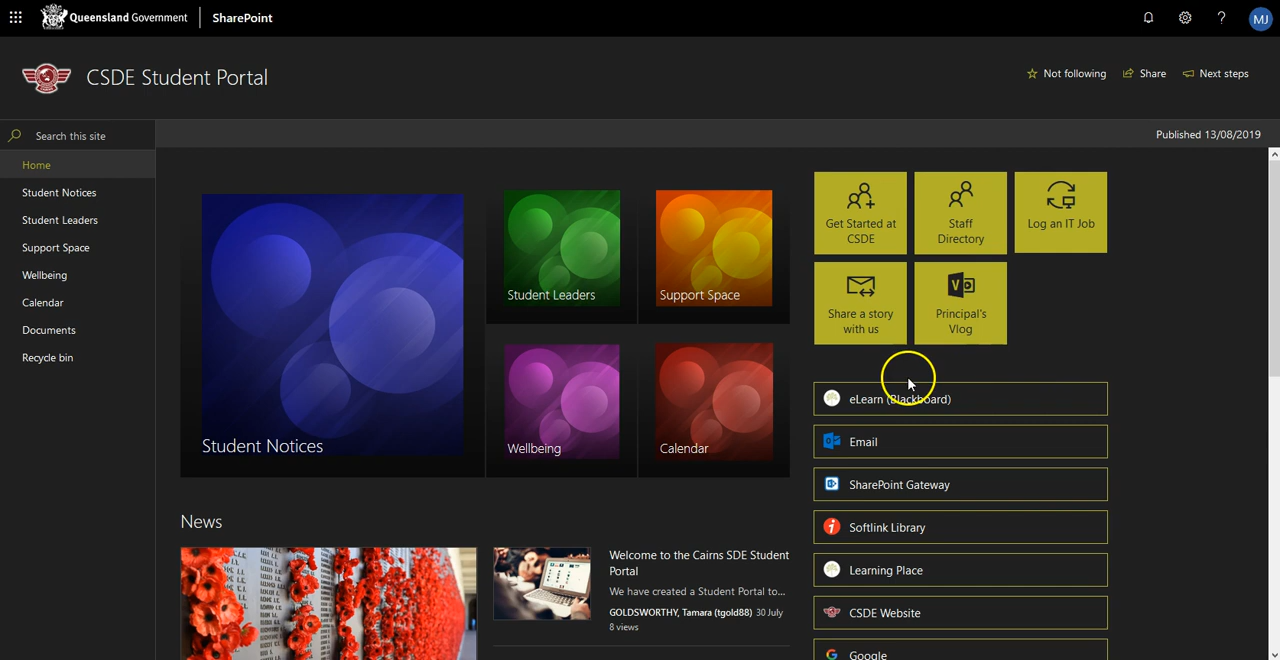 Queensland Government
SharePoint
MJ
CSDE Student Portal
Not following
Share
Next steps
Search this site
Published 13/08/2019
Home
Student Notices
Student Leaders
Support Space
Wellbeing
Calendar
Documents
Recycle bin
Student Notices
Student Leaders
Support Space
Wellbeing
Calendar
Get Started at
CSDE
Staff
Directory
Log an IT Job
Share a story
with us
Principal's
Vlog
eLearn (Blackboard)
Email
SharePoint Gateway
Softlink Library
Learning Place
CSDE Website
Google
News
Welcome to the Cairns SDE Student
Portal
We have created a Student Portal to...
GOLDSWORTHY, Tamara (tgold88) 30 July
8 views